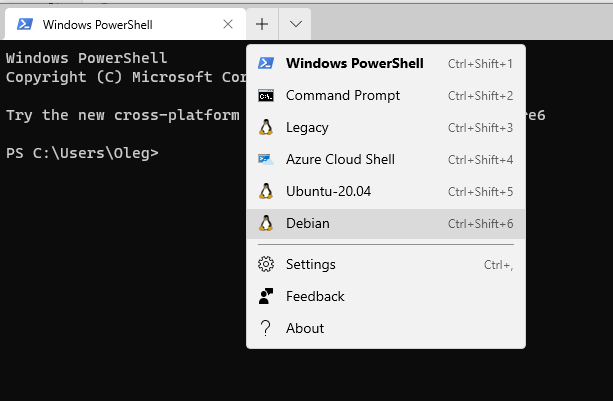 Windows PowerShell
Windows PowerShell
Copyright (C) Microsoft Cor
Try the new cross-platform
re6
PS C:\Users\Oleg>
Windows PowerShell Ctrl+Shift+1
Command Prompt Ctrl+Shift+2
Legacy Ctrl+Shift+3
Azure Cloud Shell Ctrl+Shift+4
Ubuntu-20.04 Ctrl+Shift+5
Debian Ctrl+Shift+6
Settings Ctrl+,
Feedback
About